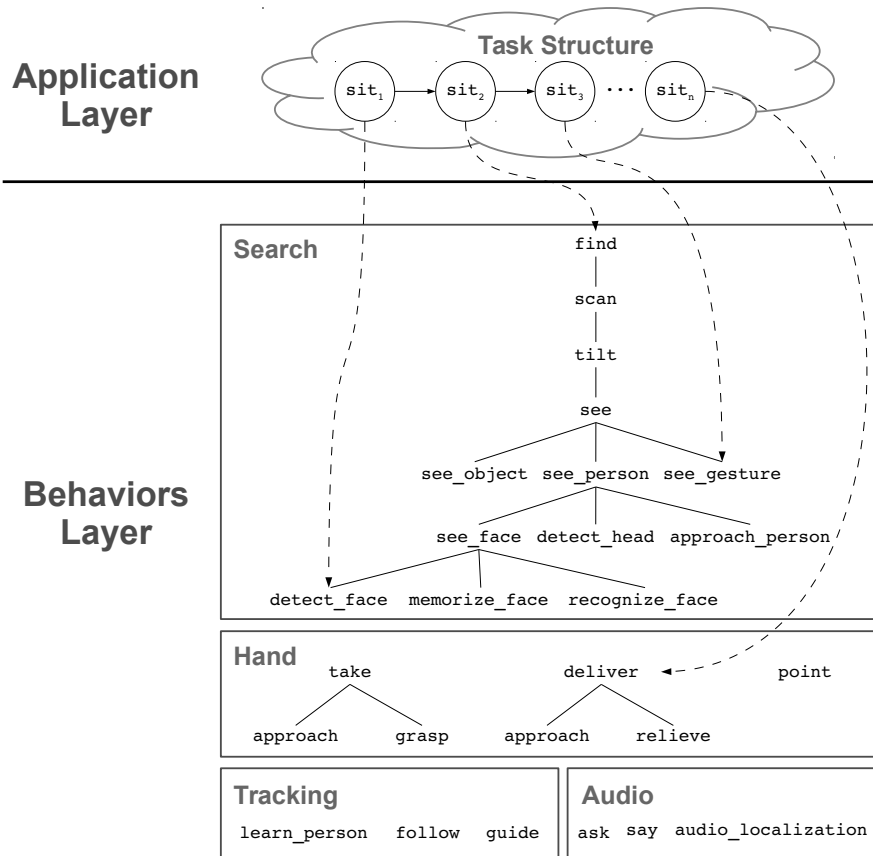 Task Structure
Application
Layer
sit1 sit2 sit3 ... sitn
Search
find
scan
tilt
see
see_object see_person see_gesture
Behaviors
Layer
see_face detect_head approach_person
detect_face memorize_face recognize_face
Hand
take deliver point
approach grasp approach relieve
Tracking
learn_person follow guide
Audio
ask say audio_localization